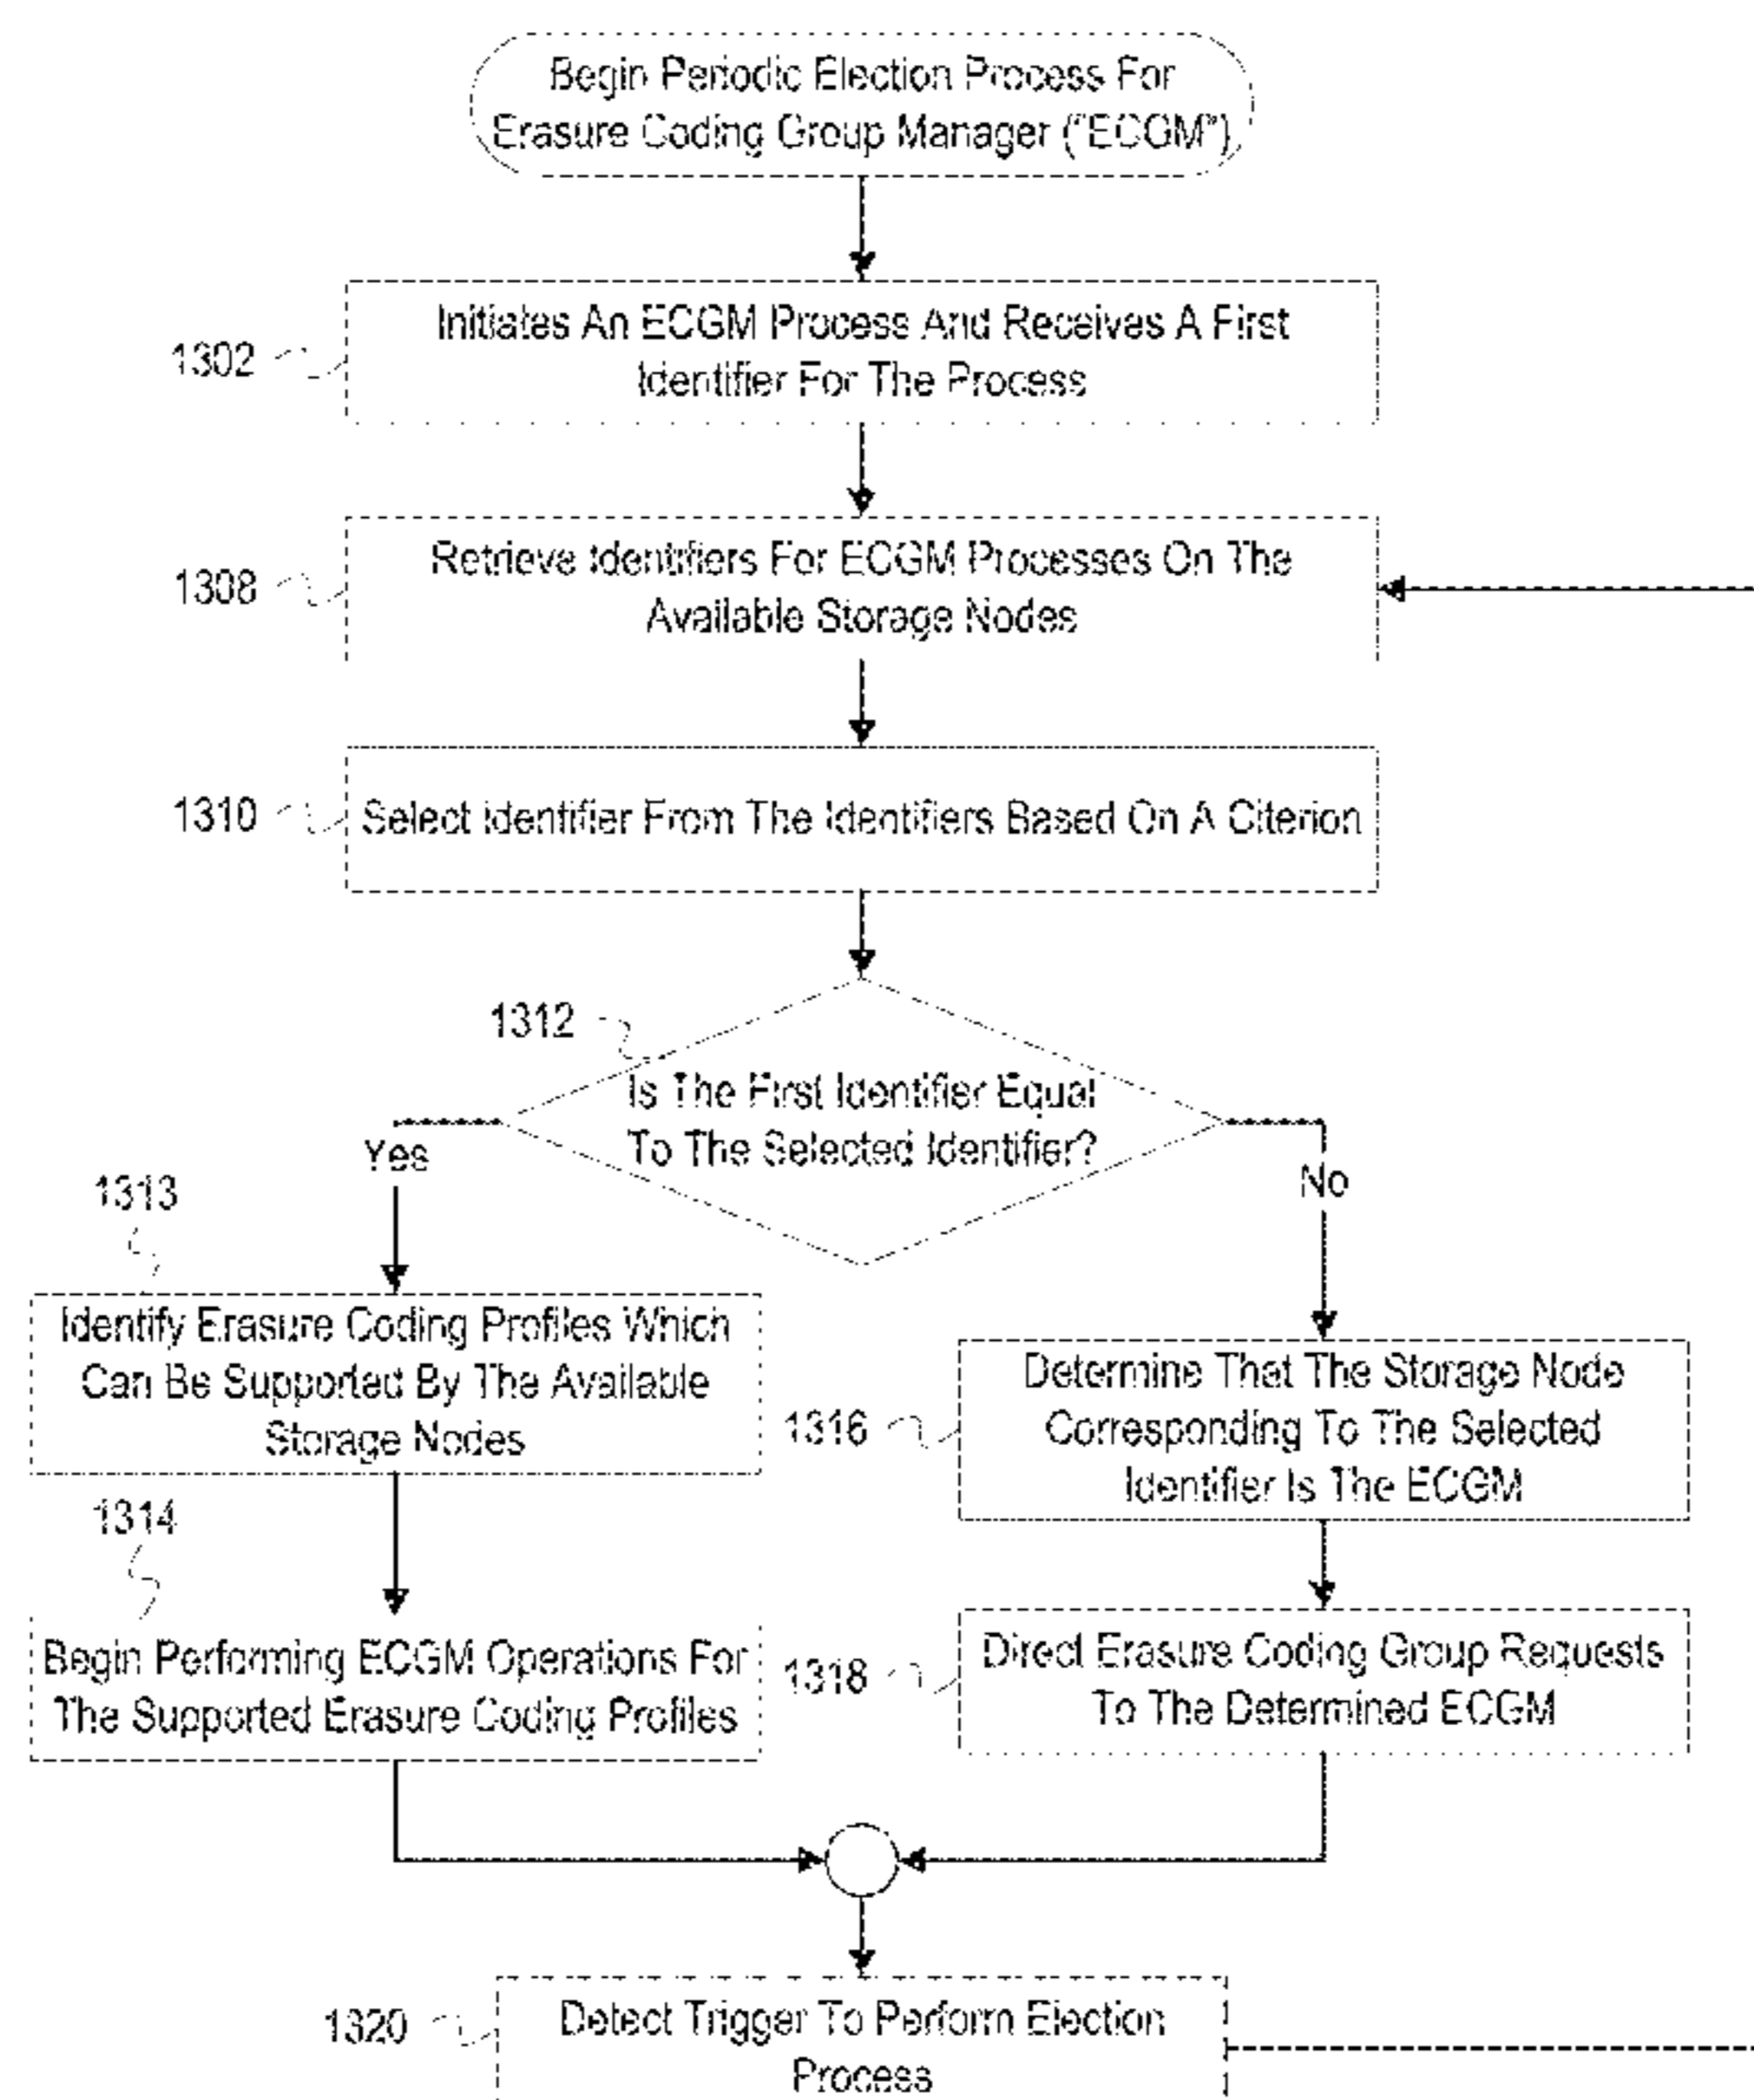 Begin Periodic Election Process For
Erasure Coding Group Manager ("ECGM")
1302
Initiates An ECGM Process And Receives A First
Identifier For The Process
1308
Retrieve Identifiers For ECGM Processes On The
Available Storage Nodes
1310
Select Identifier From The Identifiers Based On A Citerion
1312
Is The First Identifier Equal
To The Selected Identifier?
Yes
No
1313
Identify Erasure Coding Profiles Which
Can Be Supported By The Available
Storage Nodes
1316
Determine That The Storage Node
Corresponding To The Selected
Identifier Is The ECGM
1314
Begin Performing ECGM Operations For
The Supported Erasure Coding Profiles
1318
Direct Erasure Coding Group Requests
To The Determined ECGM
1320
Detect Trigger To Perform Election
Process